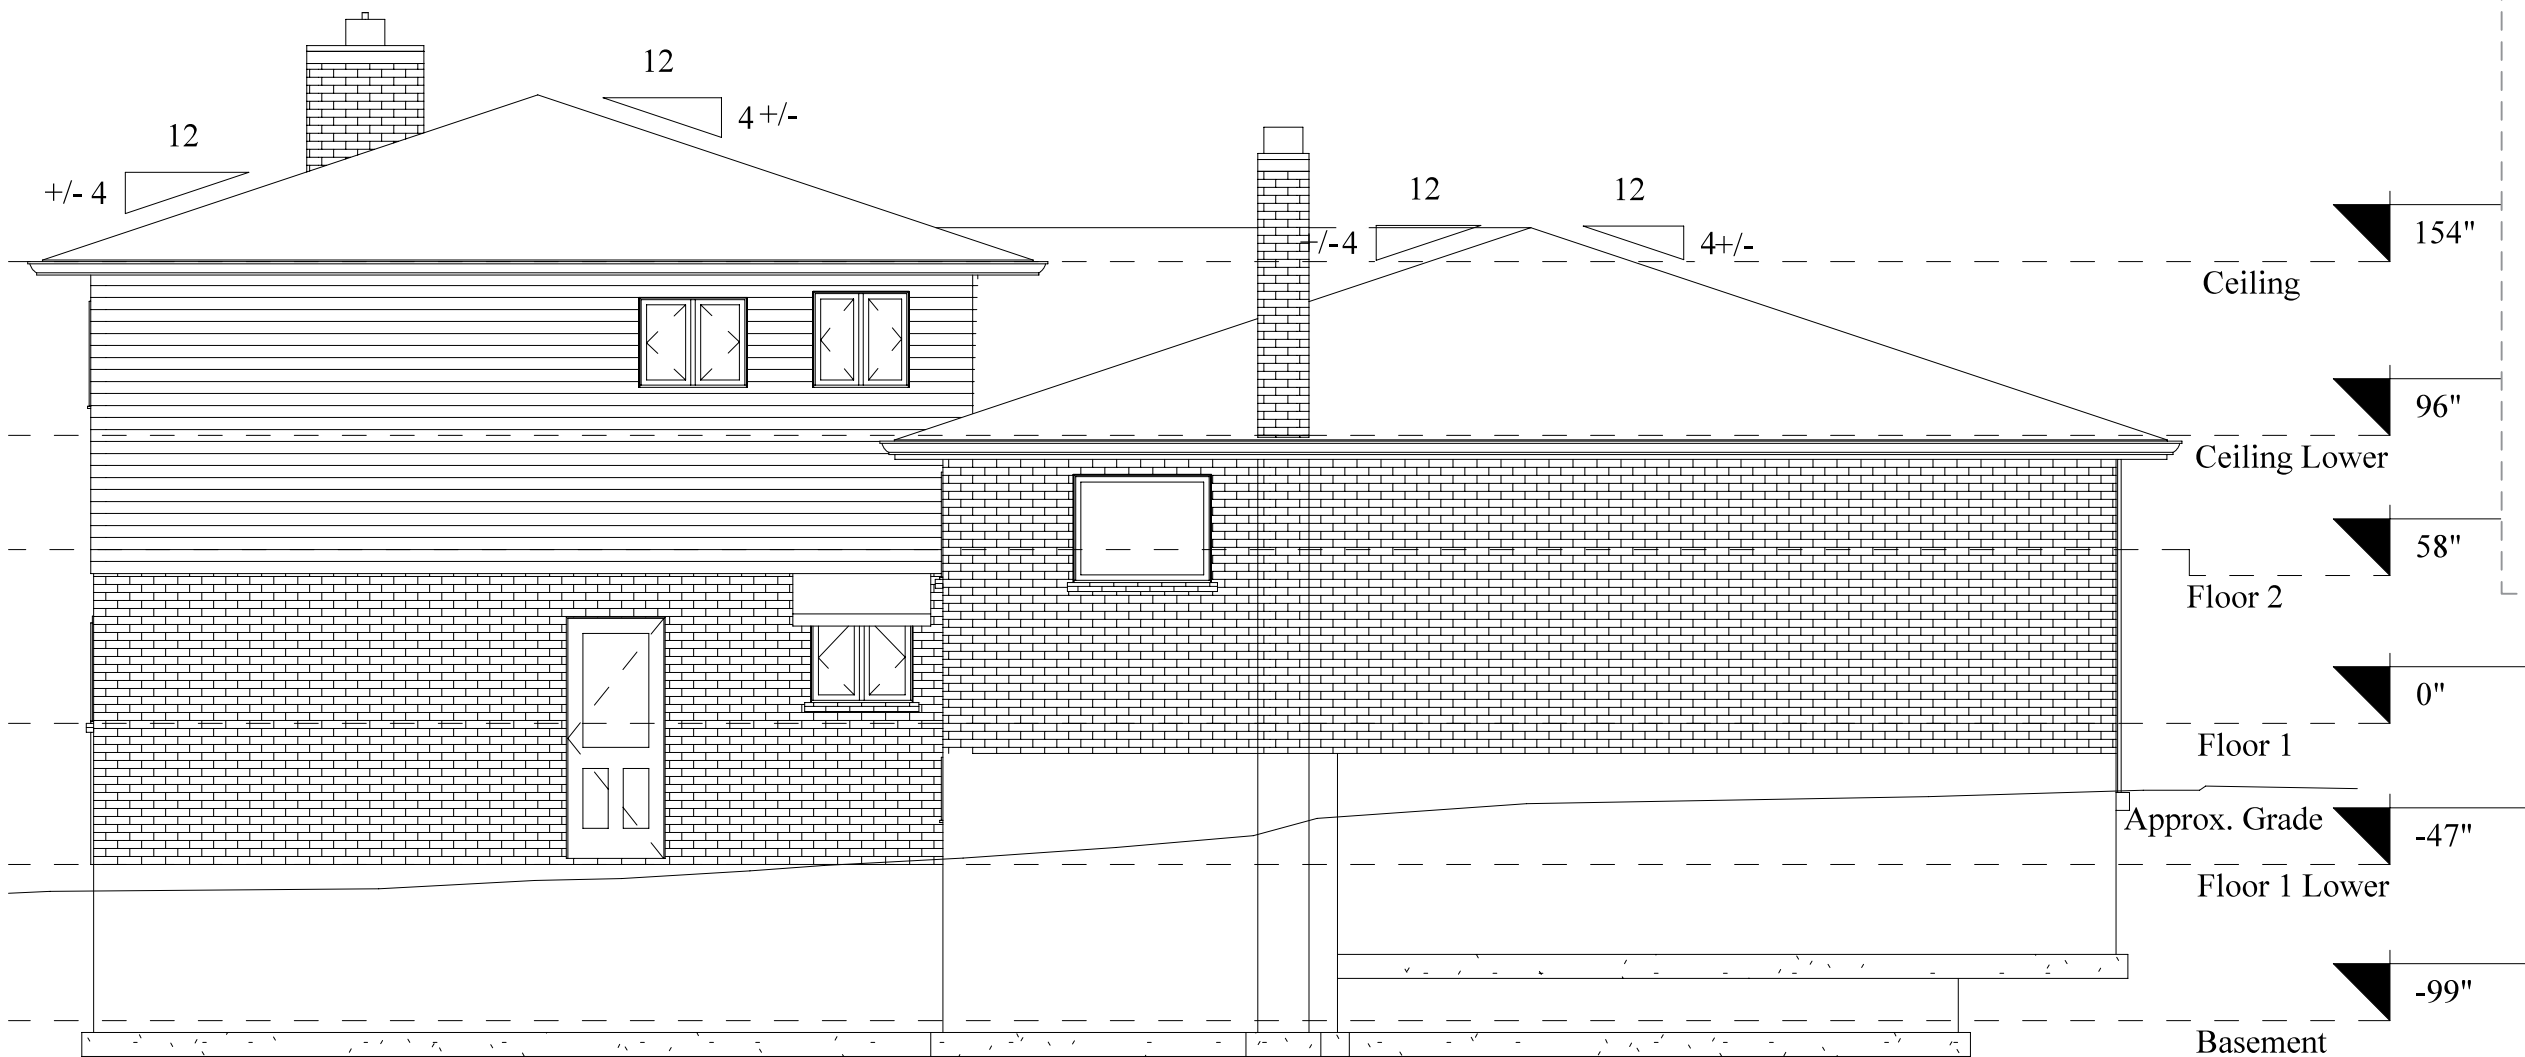 12
4 +/-
12
+/- 4
12
12
+/-4
4+/-
154"
Ceiling
96"
Ceiling Lower
58"
Floor 2
0"
Floor 1
Approx. Grade
-47"
Floor 1 Lower
-99"
Basement